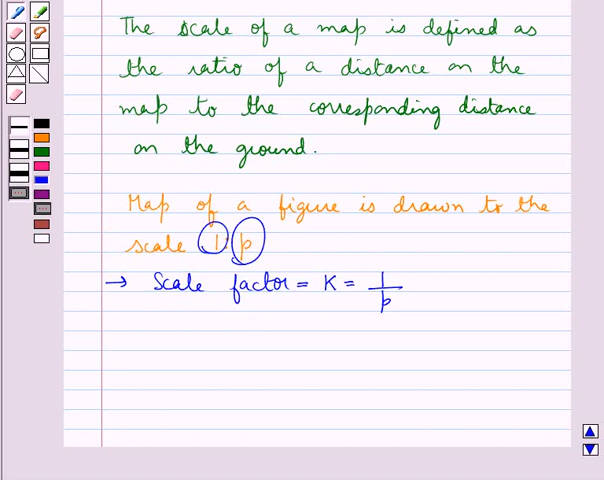 The scale of a map is defined as
the ratio of a distance on the
map to the corresponding distance
on the ground.
Map of a figure is drawn to the
scale 1:p
→ Scale factor = K = 1/p